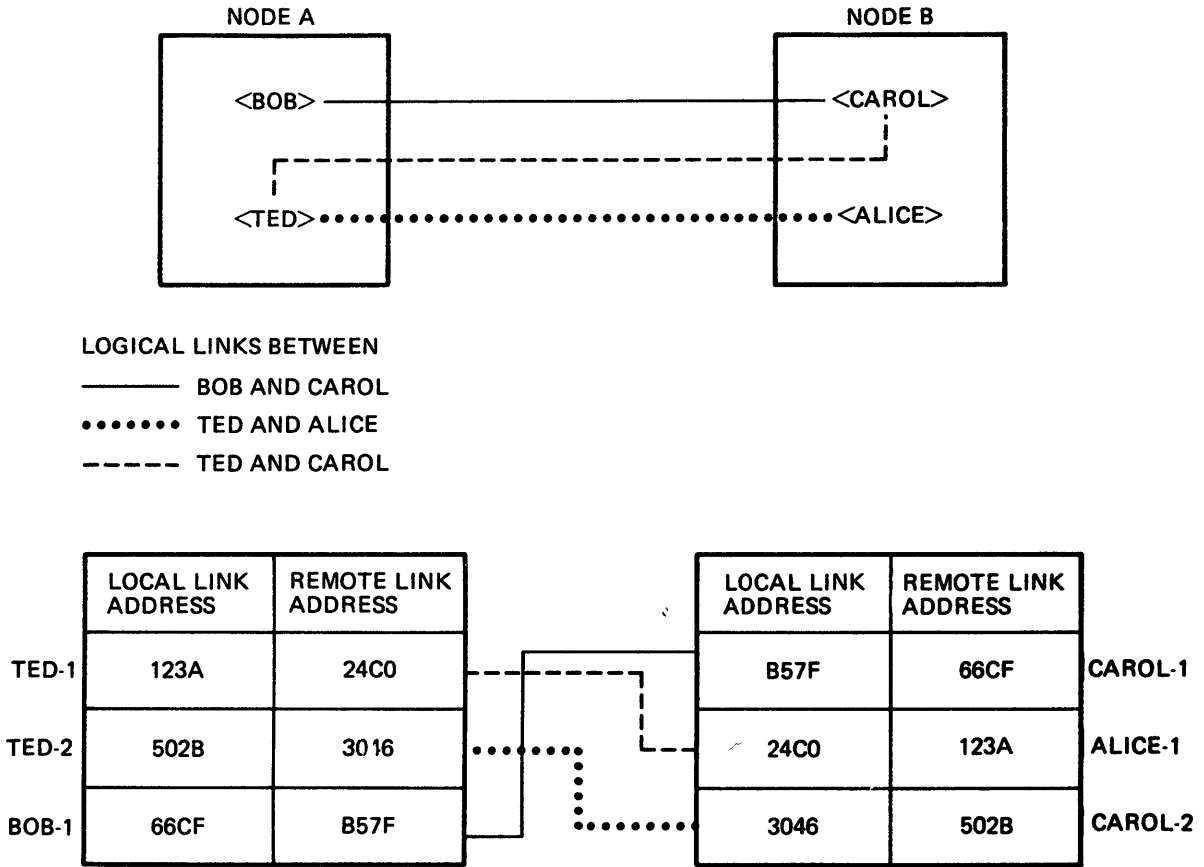 NODE A
NODE B
<BOB>
<CAROL>
<TED>
<ALICE>
LOGICAL LINKS BETWEEN
BOB AND CAROL
TED AND ALICE
TED AND CAROL
LOCAL LINK ADDRESS
REMOTE LINK ADDRESS
TED-1 123A 24C0
TED-2 502B 3016
BOB-1 66CF B57F
LOCAL LINK ADDRESS
REMOTE LINK ADDRESS
B57F 66CF CAROL-1
24C0 123A ALICE-1
3046 502B CAROL-2